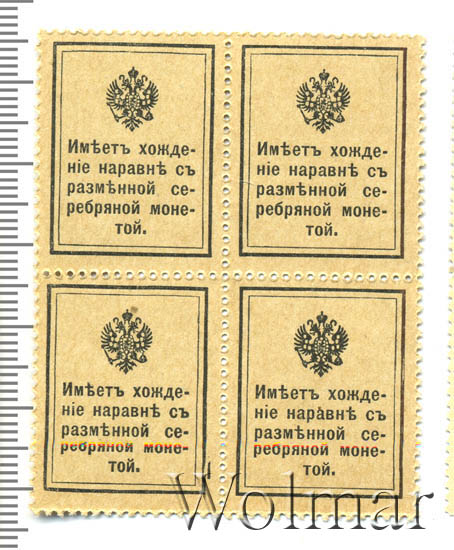 Имѣетъ хожде-
ніе наравнѣ съ
размѣнной се-
ребряной моне-
той.
Имѣетъ хожде-
ніе наравнѣ съ
размѣнной се-
ребряной моне-
той.
Имѣетъ хожде-
ніе наравнѣ съ
размѣнной се-
ребряной моне-
той.
Имѣетъ хожде-
ніе наравнѣ съ
размѣнной се-
ребряной моне-
той.
Wolmar